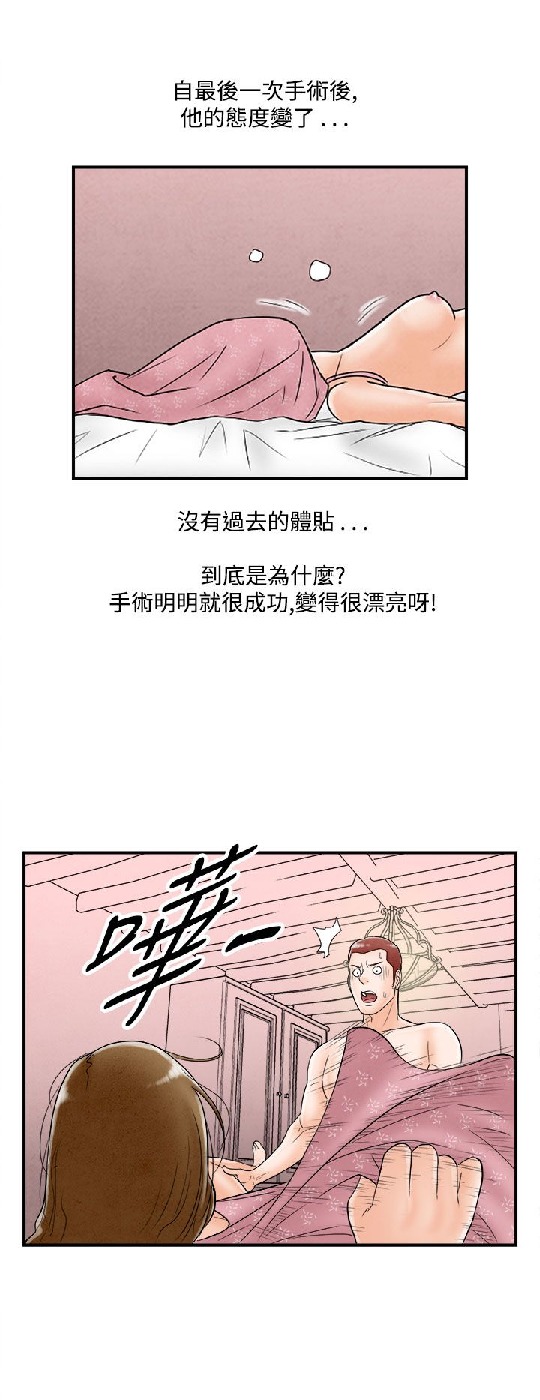 自最後一次手術後,
他的態度變了...
沒有過去的體貼...
到底是為什麼?
手術明明就很成功,變得很漂亮呀!
嘩—